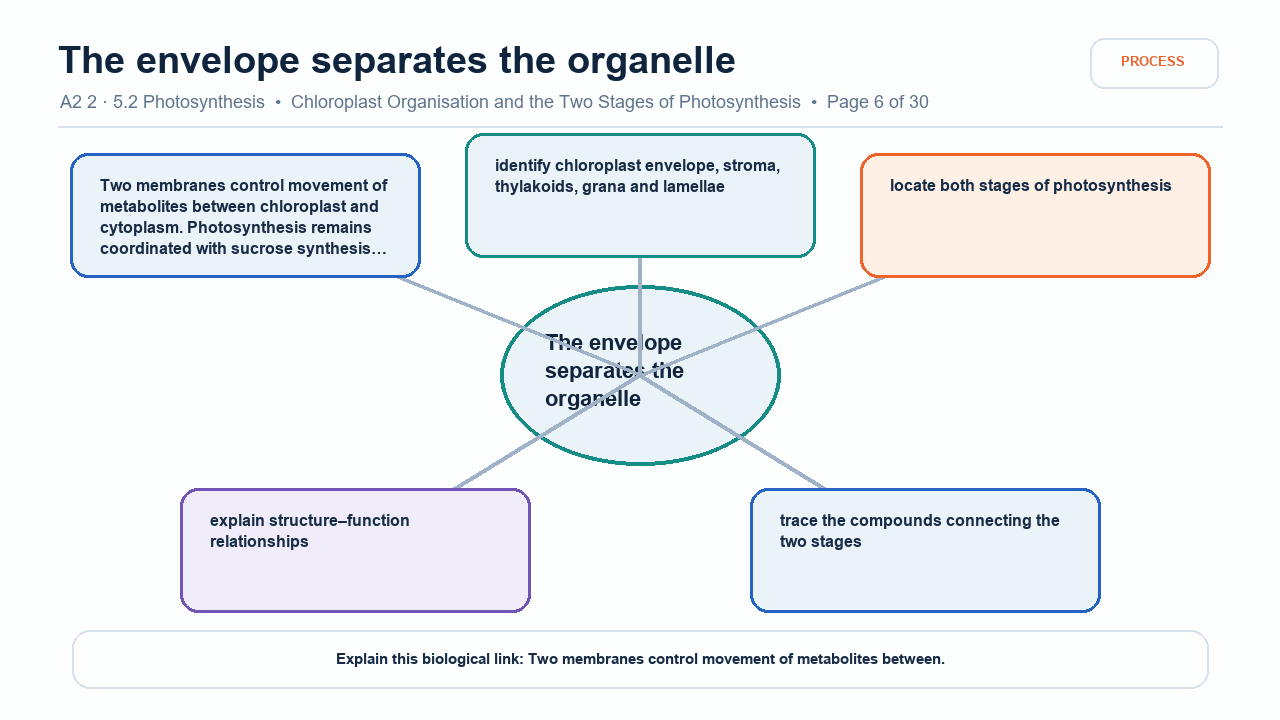 The envelope separates the organelle
PROCESS
A2 2 · 5.2 Photosynthesis • Chloroplast Organisation and the Two Stages of Photosynthesis • Page 6 of 30
Two membranes control movement of
metabolites between chloroplast and
cytoplasm. Photosynthesis remains
coordinated with sucrose synthesis…
identify chloroplast envelope, stroma,
thylakoids, grana and lamellae
locate both stages of photosynthesis
The envelope
separates the
organelle
explain structure–function
relationships
trace the compounds connecting the
two stages
Explain this biological link: Two membranes control movement of metabolites between.